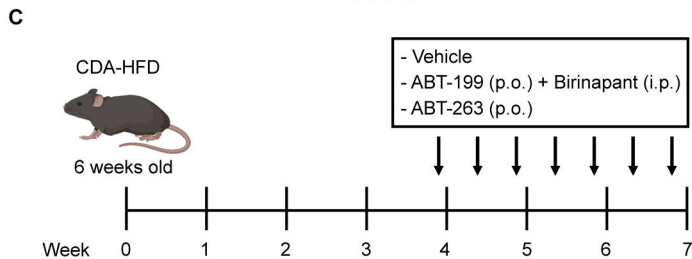 C
CDA-HFD
6 weeks old
- Vehicle
- ABT-199 (p.o.) + Birinapant (i.p.)
- ABT-263 (p.o.)
Week 0 1 2 3 4 5 6 7